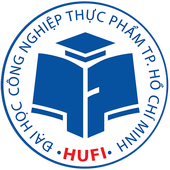 ĐẠI HỌC CÔNG NGHIỆP THỰC PHẨM TP. HỒ CHÍ MINH
• HUFI •